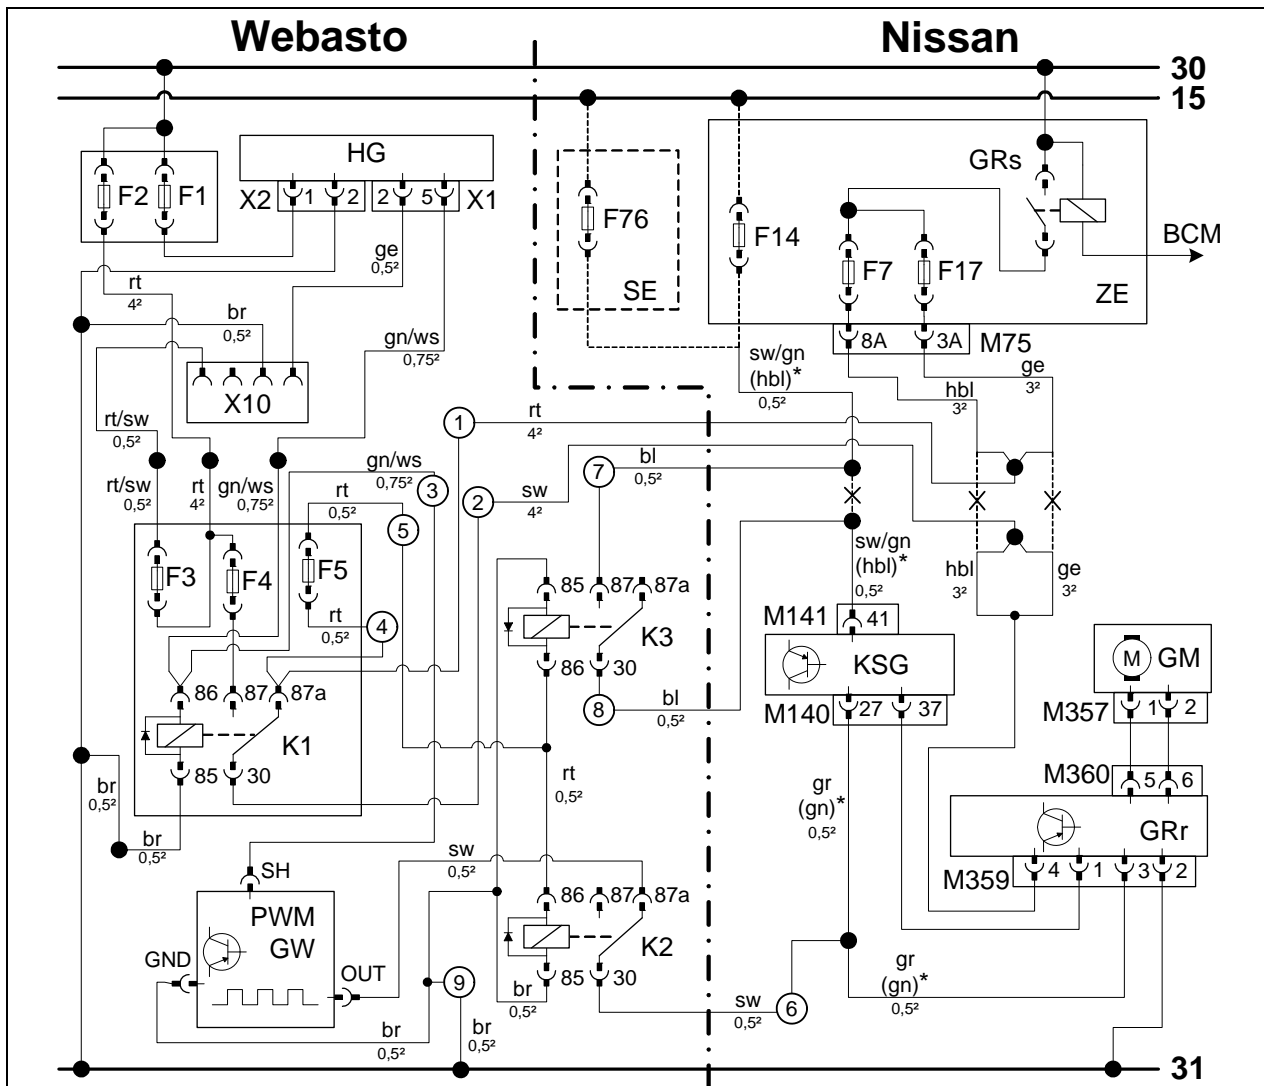 Webasto Nissan
30
15
HG
GRs
F2 F1
X2 1 2 2 5 X1
F76
F14
BCM
ge
0,5²
F7 F17
SE
ZE
rt
4²
br
0,5²
gn/ws
0,75²
8A 3A M75
sw/gn
(hbl)*
0,5²
ge
3²
hbl
3²
X10
rt/sw
0,5²
1
rt
4²
gn/ws
0,75²
3
7
bl
0,5²
rt/sw
0,5²
rt
4²
gn/ws
0,75²
rt
0,5²
5
2
sw
4²
sw/gn
(hbl)*
0,5²
hbl
3²
ge
3²
F3 F4 F5
85 87 87a
rt
0,5²
4
M141 41
K3
KSG
M GM
86 30
86 87 87a
M140 27 37
M357 1 2
8
bl
0,5²
K1
85 30
rt
0,5²
M360 5 6
br
0,5²
gr
(gn)*
0,5²
br
0,5²
GRr
sw
0,5²
SH
86 87 87a
M359 4 1 3 2
PWM
GW
K2
GND
OUT
85 30
gr
(gn)*
0,5²
9
br
0,5²
sw
0,5²
6
br
0,5²
br
0,5²
31